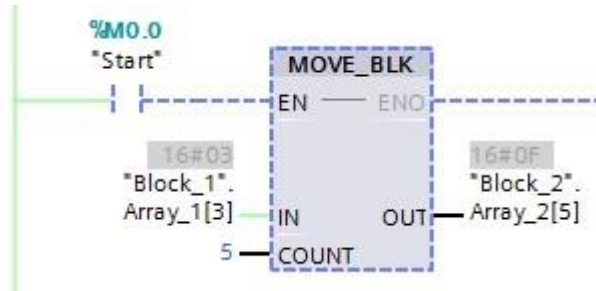 %M0.0
"Start"
MOVE_BLK
EN
ENO
16#03
"Block_1".
Array_1[3]
IN
16#0F
"Block_2".
OUT
Array_2[5]
5
COUNT